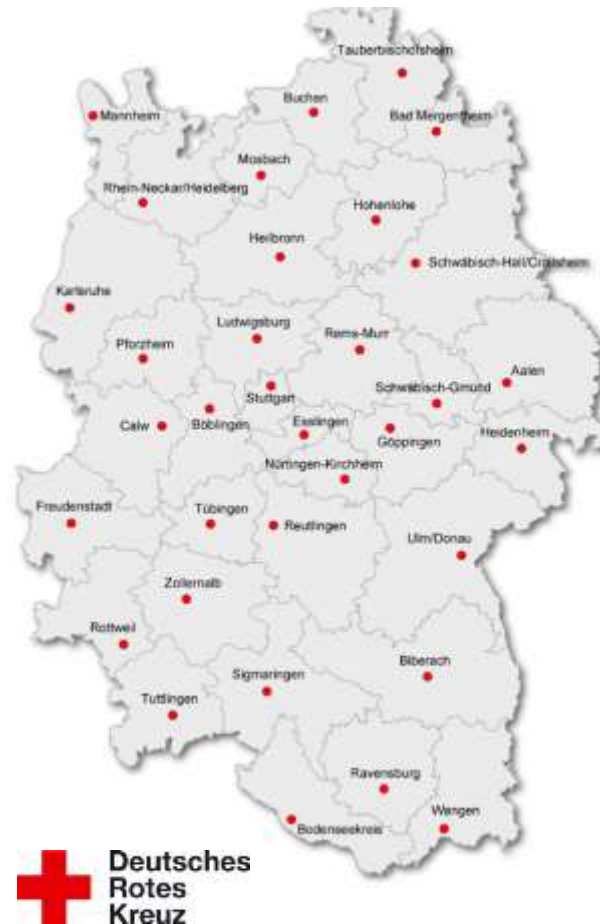 Tauberbischofsheim
Buchen
Mannheim
Bad Mergentheim
Mosbach
Rhein-Neckar/Heidelberg
Hohenlohe
Heilbronn
Schwäbisch-Hall/Crailsheim
Karlsruhe
Ludwigsburg
Rems-Murr
Pforzheim
Aalen
Schwäbisch-Gmünd
Stuttgart
Calw
Böblingen
Esslingen
Göppingen
Heidenheim
Nürtingen-Kirchheim
Freudenstadt
Tübingen
Reutlingen
Ulm/Donau
Zollernalb
Rottweil
Biberach
Sigmaringen
Tuttlingen
Ravensburg
Wangen
Bodenseekreis
Deutsches
Rotes
Kreuz